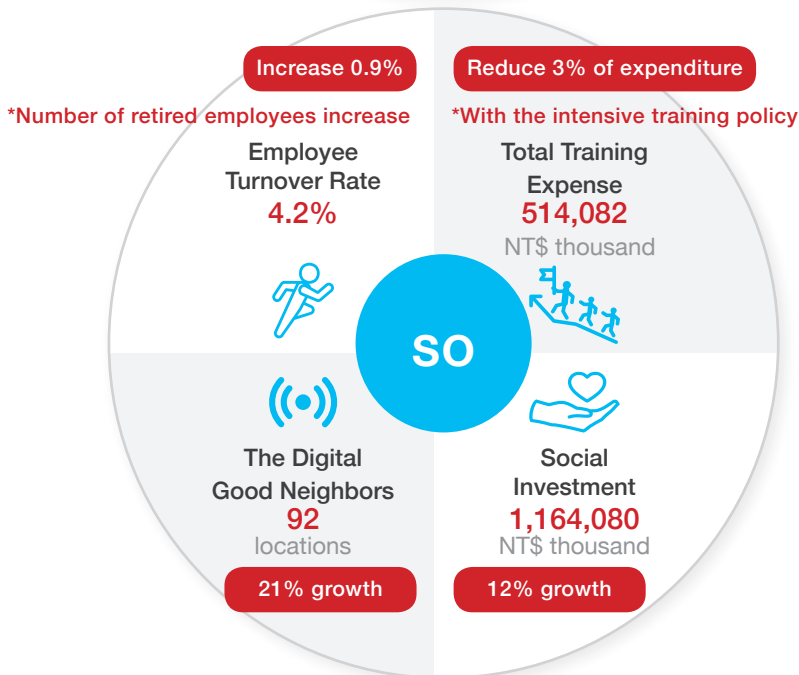 Increase 0.9%
*Number of retired employees increase
Employee
Turnover Rate
4.2%
Reduce 3% of expenditure
*With the intensive training policy
Total Training
Expense
514,082
NT$ thousand
SO
The Digital
Good Neighbors
92
locations
21% growth
Social
Investment
1,164,080
NT$ thousand
12% growth